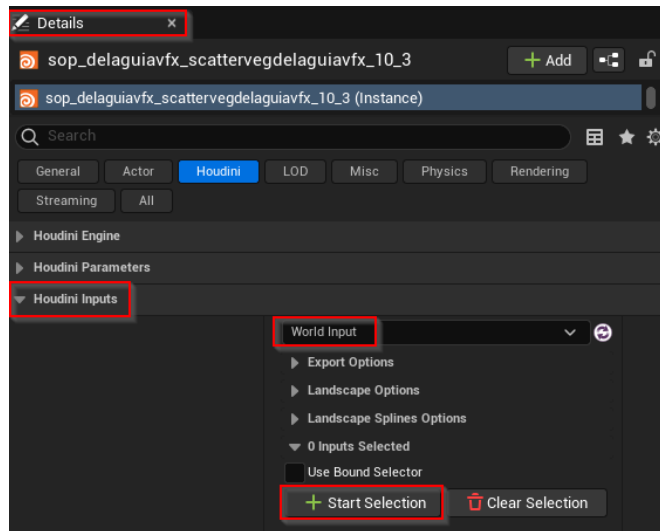 Details ×
sop_delaguiavfx_scattervegdelaguiavfx_10_3 + Add
sop_delaguiavfx_scattervegdelaguiavfx_10_3 (Instance)
Search
General Actor Houdini LOD Misc Physics Rendering
Streaming All
Houdini Engine
Houdini Parameters
Houdini Inputs
World Input
Export Options
Landscape Options
Landscape Splines Options
0 Inputs Selected
Use Bound Selector
+ Start Selection Clear Selection